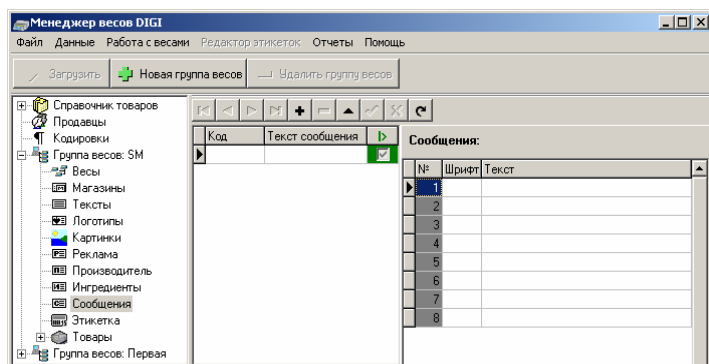 Менеджер весов DIGI
Файл Данные Работа с весами Редактор этикеток Отчеты Помощь
Загрузить Новая группа весов Удалить группу весов
Справочник товаров
Продавцы
Кодировки
Группа весов: SM
Весы
Магазины
Тексты
Логотипы
Картинки
Реклама
Производитель
Ингредиенты
Сообщения
Этикетка
Товары
Группа весов: Первая
Код Текст сообщения
Сообщения:
№ Шрифт Текст
1
2
3
4
5
6
7
8